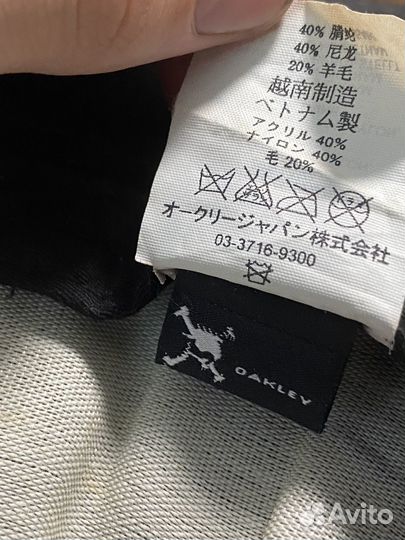 40% 腈纶
40% 尼龙
20% 羊毛
越南制造
ベトナム製
アクリル 40%
ナイロン 40%
毛 20%
オークリージャパン株式会社
03-3716-9300
OAKLEY
Avito